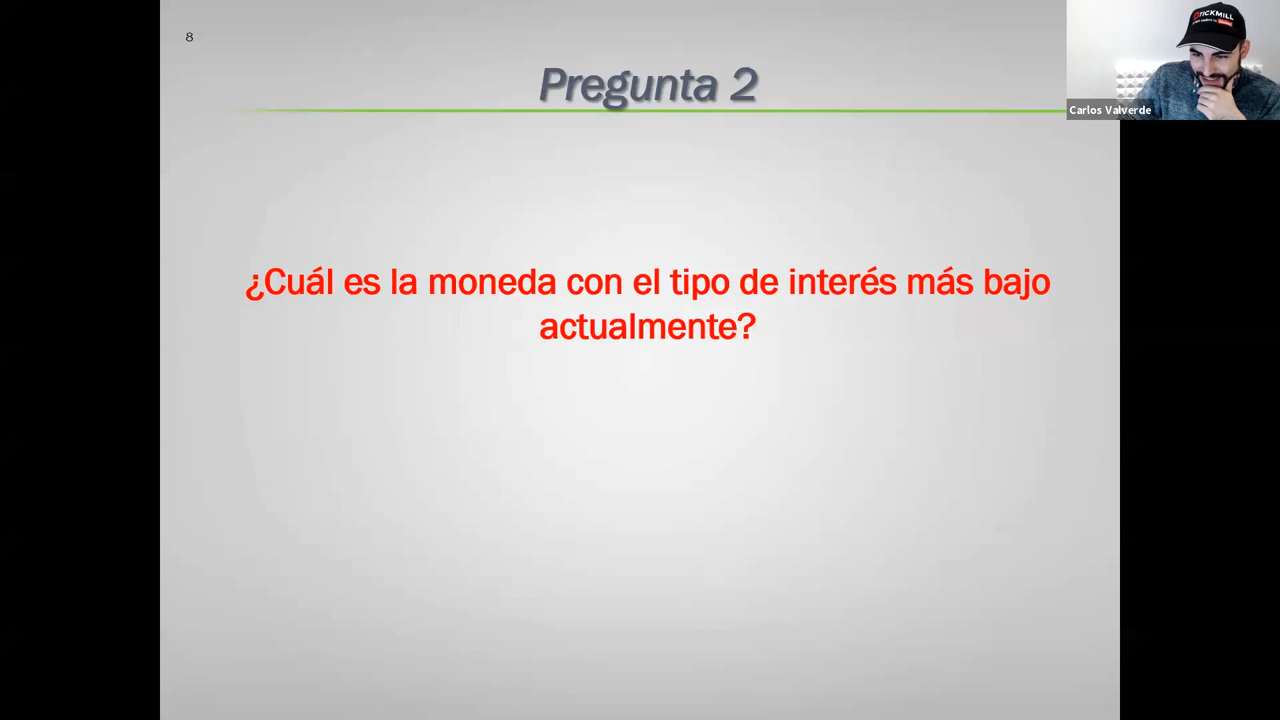 8
Pregunta 2
¿Cuál es la moneda con el tipo de interés más bajo
actualmente?
TICKMILL
Carlos Valverde